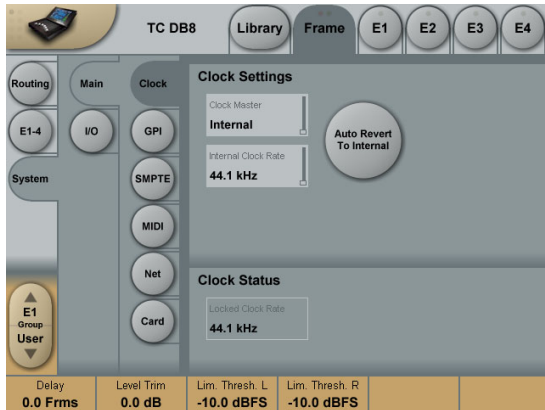 TC DB8
Library
Frame
E1
E2
E3
E4
Routing
Main
Clock
Clock Settings
Clock Master
Internal
Auto Revert
To Internal
E1-4
I/O
GPI
Internal Clock Rate
44.1 kHz
System
SMPTE
MIDI
Net
Clock Status
Locked Clock Rate
44.1 kHz
Card
E1
Group
User
Delay
0.0 Frms
Level Trim
0.0 dB
Lim. Thresh. L
-10.0 dBFS
Lim. Thresh. R
-10.0 dBFS